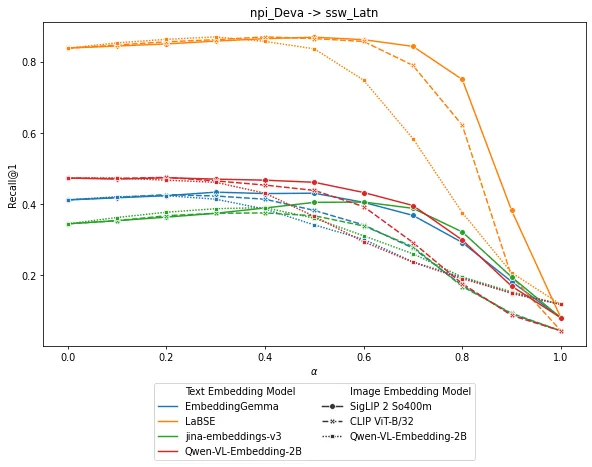 npi_Deva -> ssw_Latn
Recall@1
0.8
0.6
0.4
0.2
0.0 0.2 0.4 0.6 0.8 1.0
α
Text Embedding Model Image Embedding Model
EmbeddingGemma SigLIP 2 So400m
LaBSE CLIP ViT-B/32
jina-embeddings-v3 Qwen-VL-Embedding-2B
Qwen-VL-Embedding-2B